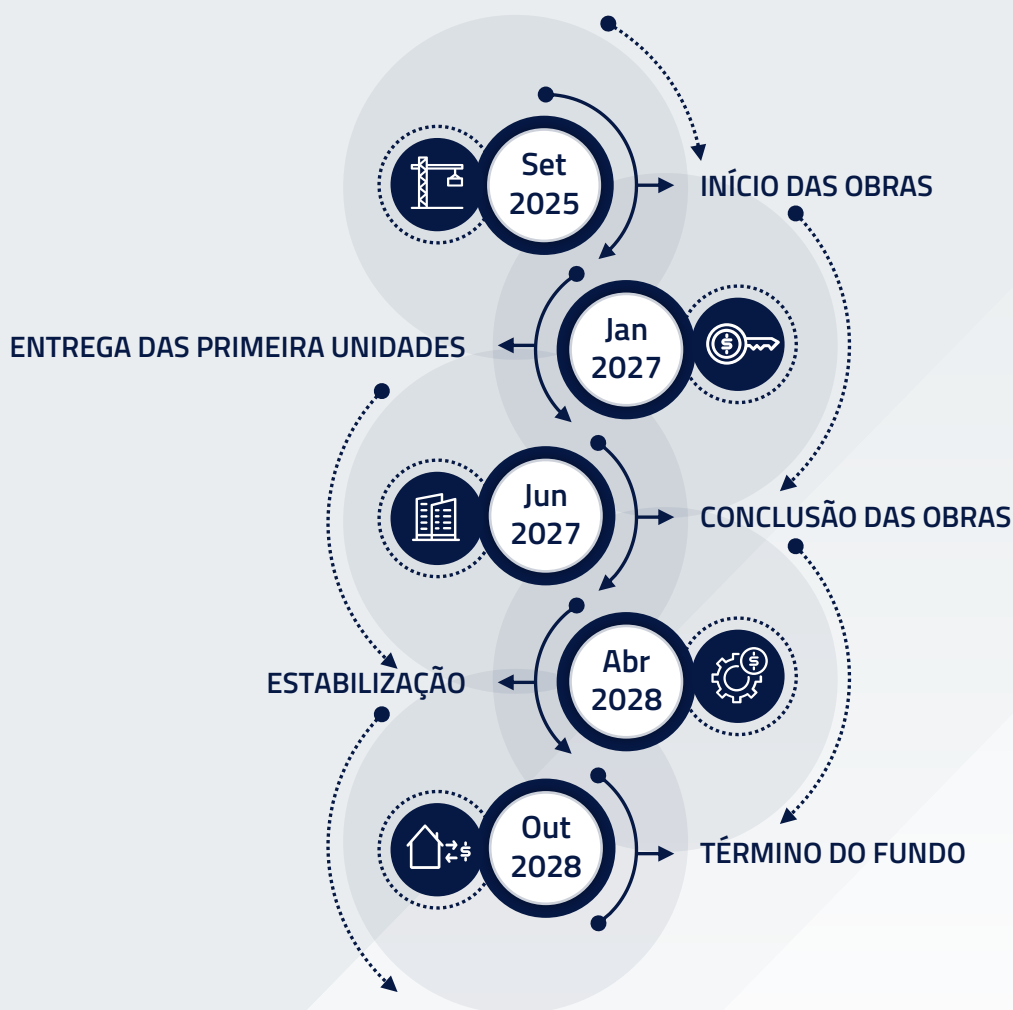 Set
2025
INÍCIO DAS OBRAS
Jan
2027
ENTREGA DAS PRIMEIRA UNIDADES
Jun
2027
CONCLUSÃO DAS OBRAS
Abr
2028
ESTABILIZAÇÃO
Out
2028
TÉRMINO DO FUNDO